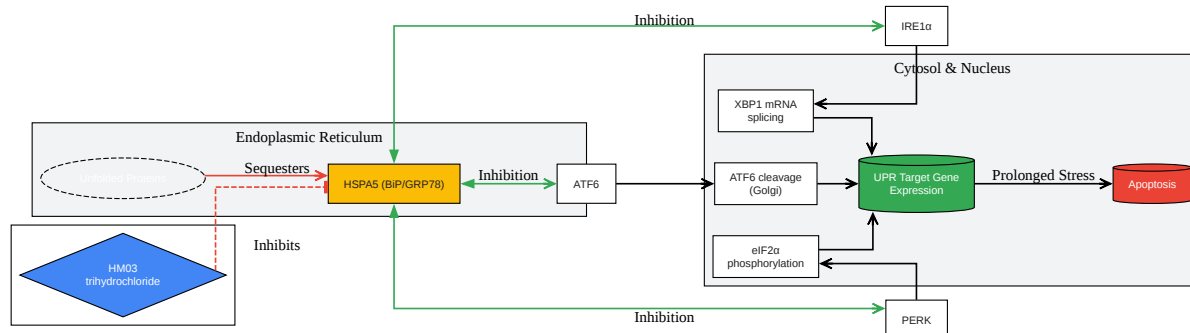 Inhibition
IRE1α
Cytosol & Nucleus
XBP1 mRNA
splicing
Endoplasmic Reticulum
Unfolded Proteins
Sequesters
HSPA5 (BiP/GRP78)
Inhibition
ATF6
ATF6 cleavage
(Golgi)
UPR Target Gene
Expression
Prolonged Stress
Apoptosis
Inhibits
HM03
trihydrochloride
eIF2α
phosphorylation
Inhibition
PERK